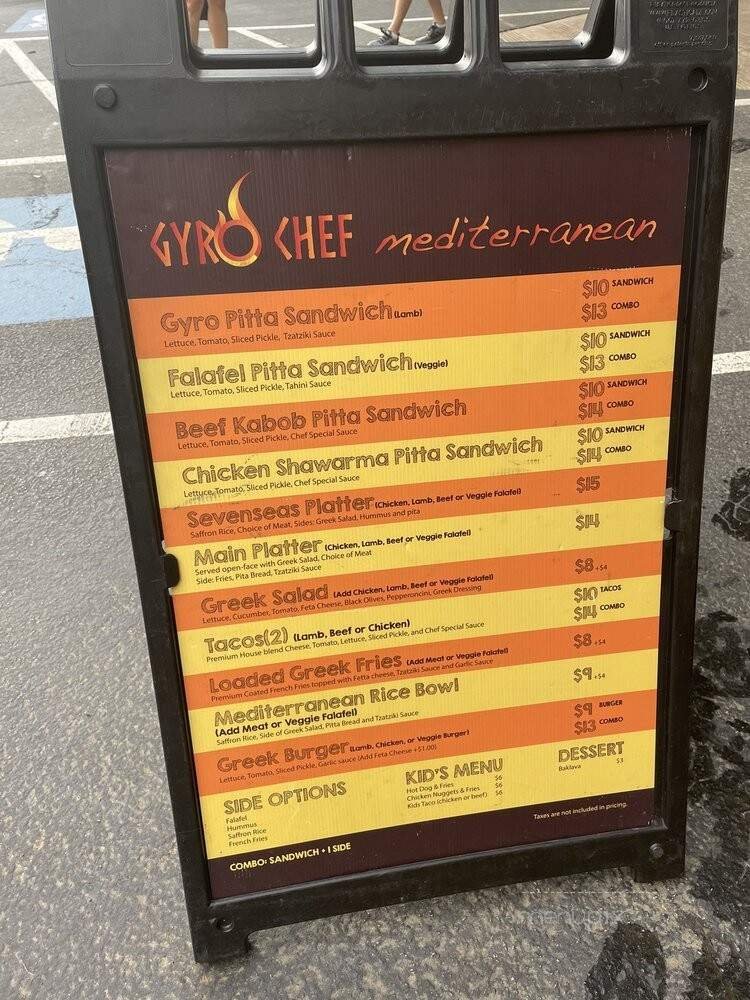 GYRO CHEF mediterranean
Gyro Pitta Sandwich (Lamb) $10 SANDWICH
Lettuce, Tomato, Sliced Pickle, Tzatziki Sauce $13 COMBO
Falafel Pitta Sandwich (Veggie) $10 SANDWICH
Lettuce, Tomato, Sliced Pickle, Tahini Sauce $13 COMBO
Beef Kabob Pitta Sandwich $10 SANDWICH
Lettuce, Tomato, Sliced Pickle, Chef Special Sauce $14 COMBO
Chicken Shawarma Pitta Sandwich $10 SANDWICH
Lettuce, Tomato, Sliced Pickle, Chef Special Sauce $14 COMBO
Sevenseas Platter (Chicken, Lamb, Beef or Veggie Falafel) $15
Saffron Rice, Choice of Meat, Sides: Greek Salad, Hummus and pita
Main Platter (Chicken, Lamb, Beef or Veggie Falafel) $14
Served open-face with Greek Salad, Choice of Meat
Side: Fries, Pita Bread, Tzatziki Sauce
Greek Salad (Add Chicken, Lamb, Beef or Veggie Falafel) $8 +$4
Lettuce, Cucumber, Tomato, Feta Cheese, Black Olives, Pepperoncini, Greek Dressing
Tacos(2) (Lamb, Beef or Chicken) $10 TACOS
Premium House blend Cheese, Tomato, Lettuce, Sliced Pickle, and Chef Special Sauce $14 COMBO
Loaded Greek Fries (Add Meat or Veggie Falafel) $8 +$4
Premium Coated French Fries topped with Fetta cheese, Tzatziki Sauce and Garlic Sauce
Mediterranean Rice Bowl $9 +$4
(Add Meat or Veggie Falafel)
Saffron Rice, Side of Greek Salad, Pitta Bread and Tzatziki Sauce
Greek Burger (Lamb, Chicken, or Veggie Burger) $9 BURGER
Lettuce, Tomato, Sliced Pickle, Garlic sauce (Add Feta Cheese +$1.00) $13 COMBO
SIDE OPTIONS
Falafel
Hummus
Saffron Rice
French Fries
KID'S MENU
Hot Dog & Fries $6
Chicken Nuggets & Fries $6
Kids Taco (chicken or beef) $6
DESSERT
Baklava $3
Taxes are not included in pricing.
COMBO: SANDWICH + 1 SIDE
menupix